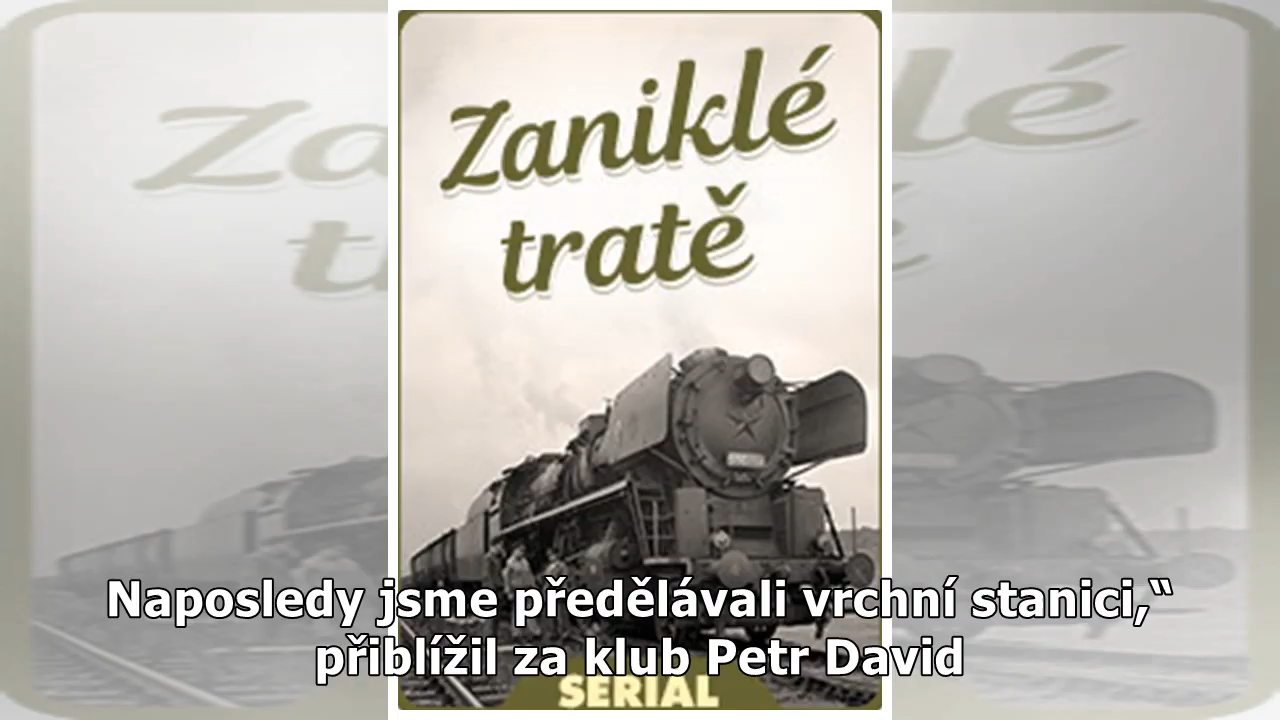 Zaniklé
tratě
Naposledy jsme předělávali vrchní stanici,“
přiblížil za klub Petr David
SERIÁL